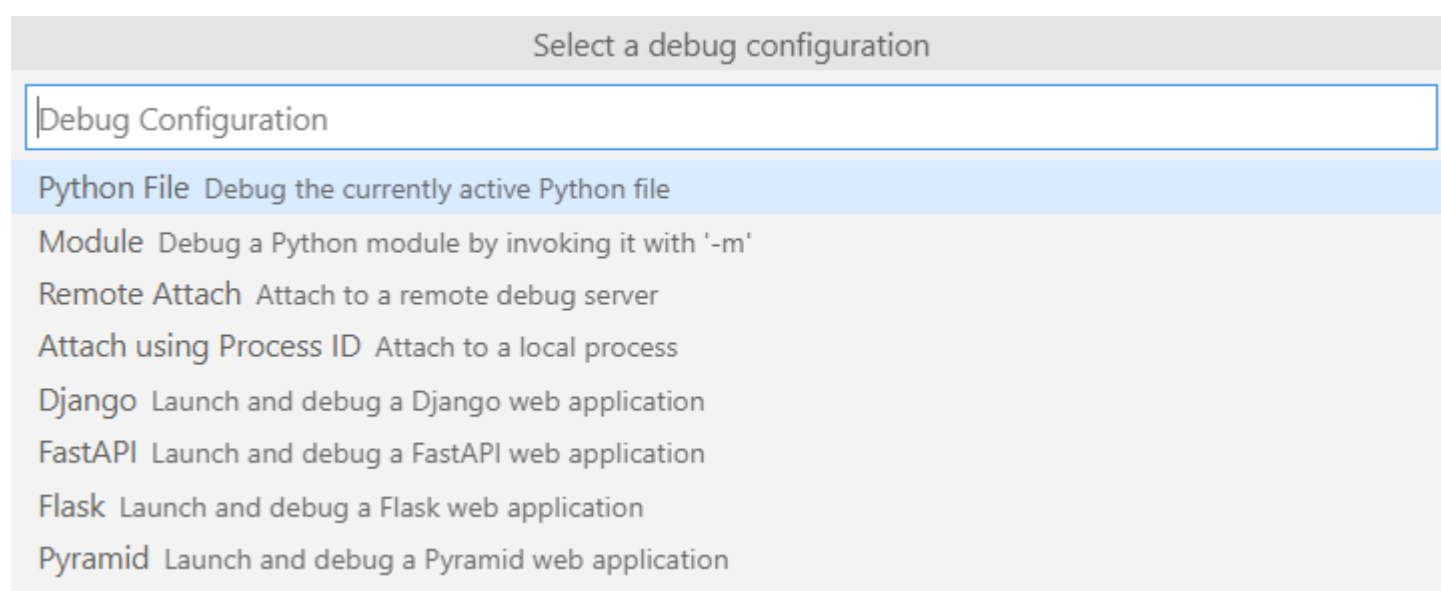 Select a debug configuration
Debug Configuration
Python File Debug the currently active Python file
Module Debug a Python module by invoking it with '-m'
Remote Attach Attach to a remote debug server
Attach using Process ID Attach to a local process
Django Launch and debug a Django web application
FastAPI Launch and debug a FastAPI web application
Flask Launch and debug a Flask web application
Pyramid Launch and debug a Pyramid web application